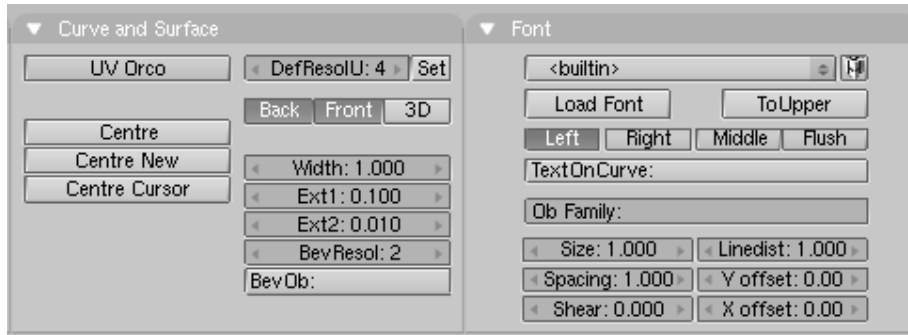 Curve and Surface
UV Orco
DefResolU: 4 Set
Back Front 3D
Centre
Centre New
Centre Cursor
Width: 1.000
Ext1: 0.100
Ext2: 0.010
BevResol: 2
BevOb:
Font
<builtin>
Load Font ToUpper
Left Right Middle Flush
TextOnCurve:
Ob Family:
Size: 1.000 Linedist: 1.000
Spacing: 1.000 Y offset: 0.00
Shear: 0.000 X offset: 0.00